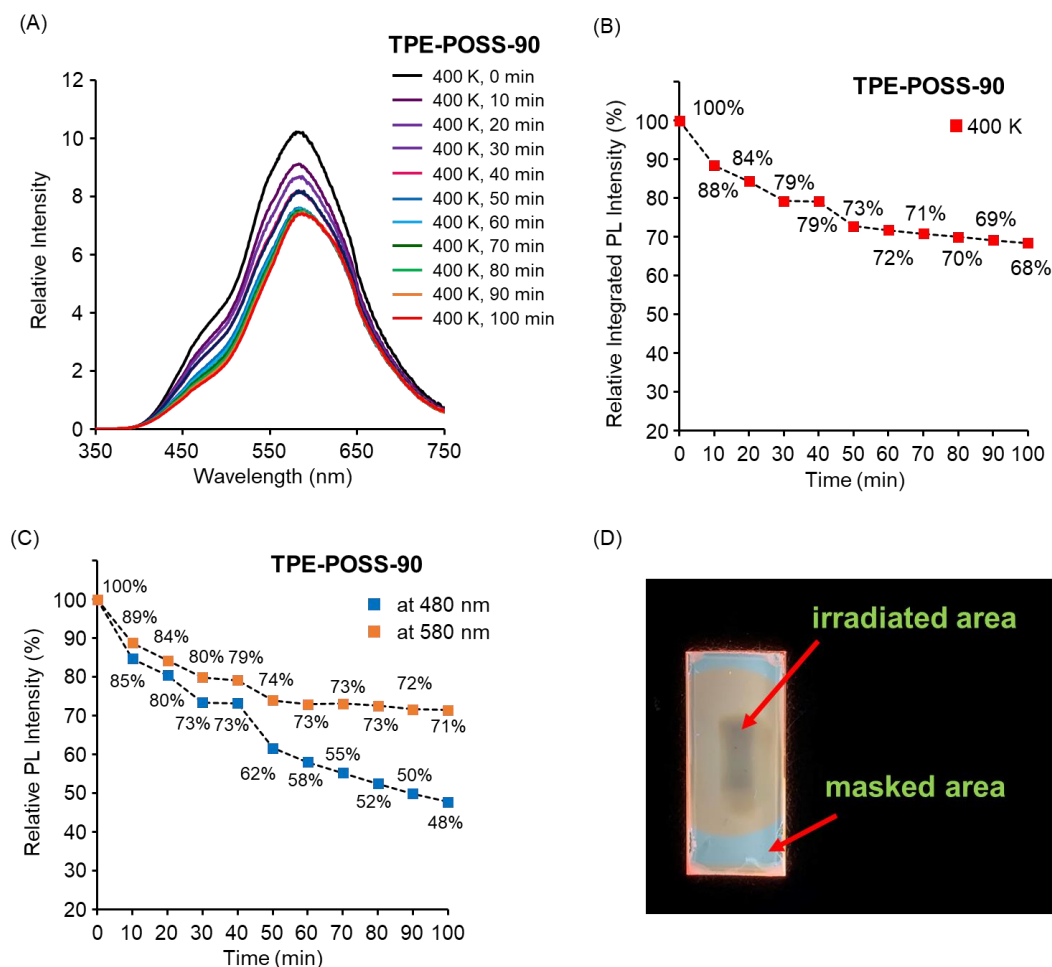 (A)
TPE-POSS-90
400 K, 0 min
400 K, 10 min
400 K, 20 min
400 K, 30 min
400 K, 40 min
400 K, 50 min
400 K, 60 min
400 K, 70 min
400 K, 80 min
400 K, 90 min
400 K, 100 min
Relative Intensity
12
10
8
6
4
2
0
350 450 550 650 750
Wavelength (nm)
(B)
TPE-POSS-90
400 K
Relative Integrated PL Intensity (%)
100
90
80
70
60
50
40
30
20
100%
88%
84%
79%
79%
73%
72%
71%
70%
69%
68%
0 10 20 30 40 50 60 70 80 90 100
Time (min)
(C)
TPE-POSS-90
at 480 nm
at 580 nm
Relative PL Intensity (%)
100
90
80
70
60
50
40
30
20
100%
89%
84%
80%
79%
74%
73%
73%
73%
72%
71%
85%
80%
73%
73%
62%
58%
55%
52%
50%
48%
0 10 20 30 40 50 60 70 80 90 100
Time (min)
(D)
irradiated area
masked area